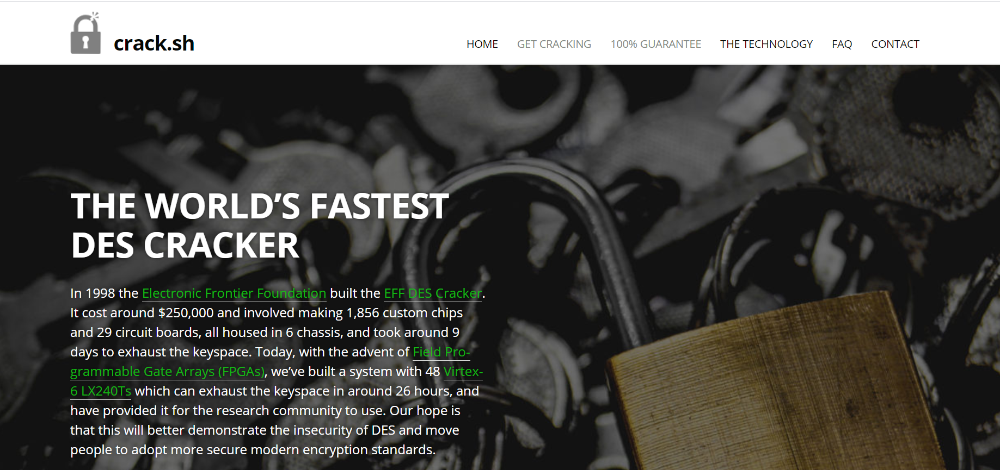 crack.sh
HOME GET CRACKING 100% GUARANTEE THE TECHNOLOGY FAQ CONTACT
THE WORLD’S FASTEST
DES CRACKER
In 1998 the Electronic Frontier Foundation built the EFF DES Cracker.
It cost around $250,000 and involved making 1,856 custom chips
and 29 circuit boards, all housed in 6 chassis, and took around 9
days to exhaust the keyspace. Today, with the advent of Field Pro-
grammable Gate Arrays (FPGAs), we’ve built a system with 48 Virtex-
6 LX240Ts which can exhaust the keyspace in around 26 hours, and
have provided it for the research community to use. Our hope is
that this will better demonstrate the insecurity of DES and move
people to adopt more secure modern encryption standards.